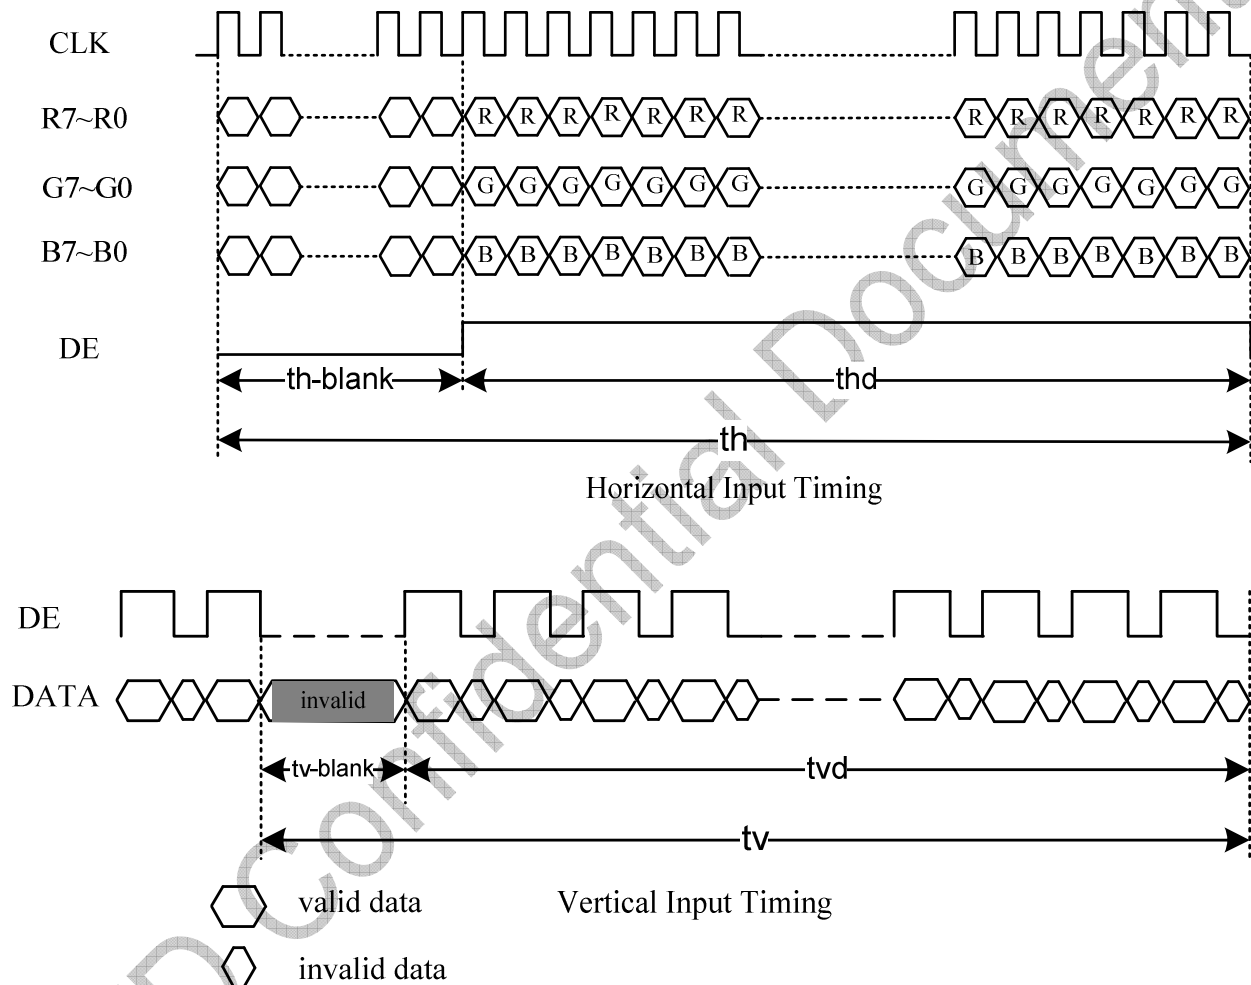 CLK
R7~R0
R R R R R R R R R R R R R R
G7~G0
G G G G G G G G G G G G G G
B7~B0
B B B B B B B B B B B B B B
DE
th-blank thd
th
Horizontal Input Timing
DE
DATA invalid
tv-blank tvd
tv
valid data Vertical Input Timing
invalid data
Confidential Document